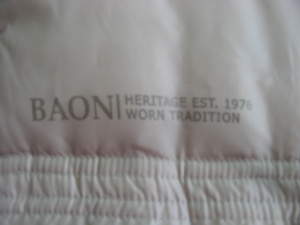 BAON| HERITAGE EST. 1976
WORN TRADITION